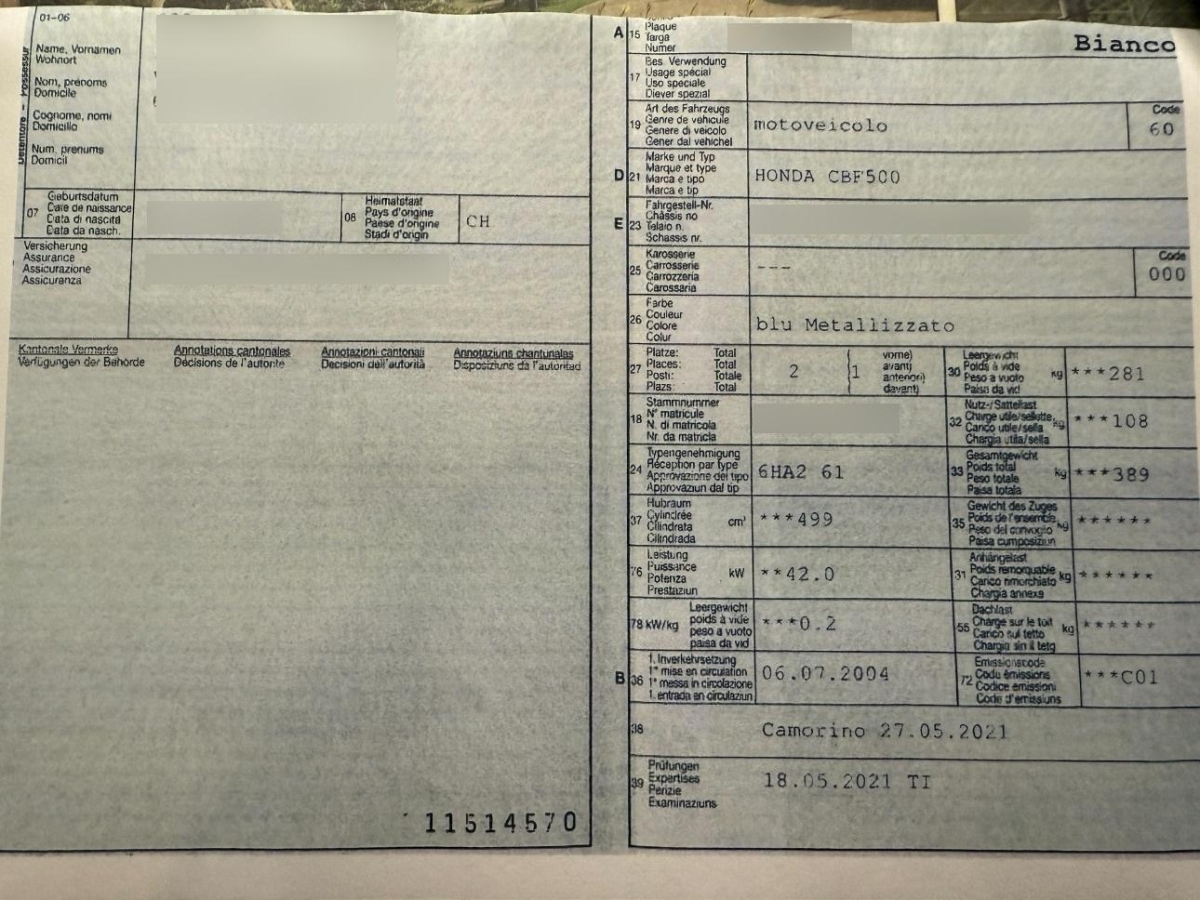 01-06
Name, Vornamen
Wohnort
Nom, prénoms
Domicile
Cognome, nomi
Domicilio
Num, prenums
Domicil
Detentore - Possessur
07 Geburtsdatum
Date de naissance
Data di nascita
Data da nasch.
08 Heimatstaat
Pays d'origine
Paese d'origine
Stadi d'origin
CH
Versicherung
Assurance
Assicurazione
Assicuranza
Kantonale Vermerke
Verfügungen der Behörde
Annotations cantonales
Décisions de l'autorité
Annotazioni cantonali
Decisioni dell'autorità
Annotaziuns chantunalas
Disposiziuns da l'autoritad
11514570
A 15 Plaque
Targa
Numer
Bianco
17 Bes. Verwendung
Usage spécial
Uso speciale
Diever spezial
19 Art des Fahrzeugs
Genre de véhicule
Genere di veicolo
Gener dal vehichel
motoveicolo
Code
60
D 21 Marke und Typ
Marque et type
Marca e tipo
Marca e tip
HONDA CBF500
E 23 Fahrgestell-Nr.
Châssis no
Telaio n.
Schassis nr.
25 Karosserie
Carrosserie
Carrozzeria
Carossaria
---
Code
000
26 Farbe
Couleur
Colore
Colur
blu Metallizzato
27 Plätze: Total
Places: Total
Posti: Totale
Plazs: Total
2
(1
vorne)
avant)
anteriori)
davant)
30 Leergewicht
Poids à vide
Peso a vuoto
Paisa da vid
kg
***281
18 Stammnummer
N° matricule
N. di matricola
Nr. da matricla
32 Nutz-/Sattellast
Charge utile/sellette
Carico utile/sella
Chargia utila/sella
kg
***108
24 Typengenehmigung
Réception par type
Approvazione del tipo
Approvaziun dal tip
6HA2 61
33 Gesamtgewicht
Poids total
Peso totale
Paisa totala
kg
***389
37 Hubraum
Cylindrée
Cilindrata
Cilindrada
cm³
***499
35 Gewicht des Zuges
Poids de l'ensemble
Peso del convoglio
Paisa cumposiziun
kg
******
76 Leistung
Puissance
Potenza
Prestaziun
kW
**42.0
31 Anhängelast
Poids remorquable
Carico rimorchiato
Chargia annexa
kg
******
78 kW/kg
Leergewicht
poids à vide
peso a vuoto
paisa da vid
***0.2
55 Dachlast
Charge sur le toit
Carico sul tetto
Chargia sin il tetg
kg
******
B 36 1. Inverkehrsetzung
1re mise en circulation
1a messa in circolazione
1. entrada en circulaziun
06.07.2004
72 Emissionscode
Code émissions
Codice emissioni
Code d'emissiuns
***C01
38
Camorino 27.05.2021
39 Prüfungen
Expertises
Perizie
Examinaziuns
18.05.2021 TI